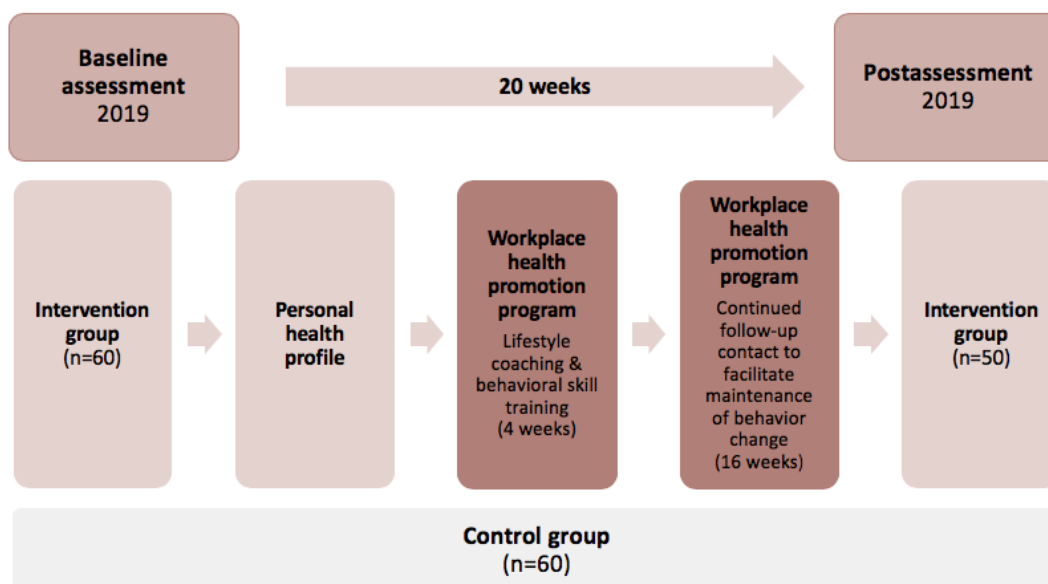 Baseline
assessment
2019
20 weeks
Postassessment
2019
Intervention
group
(n=60)
Personal
health
profile
Workplace
health
promotion
program
Lifestyle
coaching &
behavioral skill
training
(4 weeks)
Workplace
health
promotion
program
Continued
follow-up
contact to
facilitate
maintenance
of behavior
change
(16 weeks)
Intervention
group
(n=50)
Control group
(n=60)